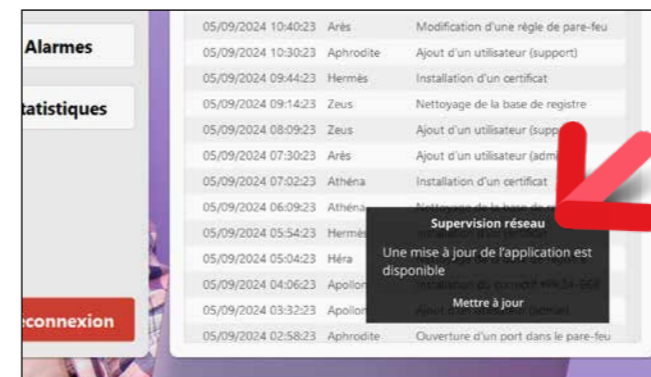 Alarmes
tatistiques
connexion
05/09/2024 10:40:23 Arès Modification d'une règle de pare-feu
05/09/2024 10:30:23 Aphrodite Ajout d'un utilisateur (support)
05/09/2024 09:44:23 Hermès Installation d'un certificat
05/09/2024 09:14:23 Zeus Nettoyage de la base de registre
05/09/2024 08:09:23 Zeus Ajout d'un utilisateur (supp
05/09/2024 07:30:23 Arès Ajout d'un utilisateur (adm
05/09/2024 07:02:23 Athéna Installation d'un certificat
05/09/2024 06:09:23 Athéna Nettoyage de la base de
05/09/2024 05:54:23 Hermès
05/09/2024 05:04:23 Héra
05/09/2024 04:06:23 Apollon
05/09/2024 03:32:23 Apollon
05/09/2024 02:58:23 Aphrodite Ouverture d'un port dans le pare-feu
Supervision réseau
Une mise à jour de l'application est
disponible
Mettre à jour